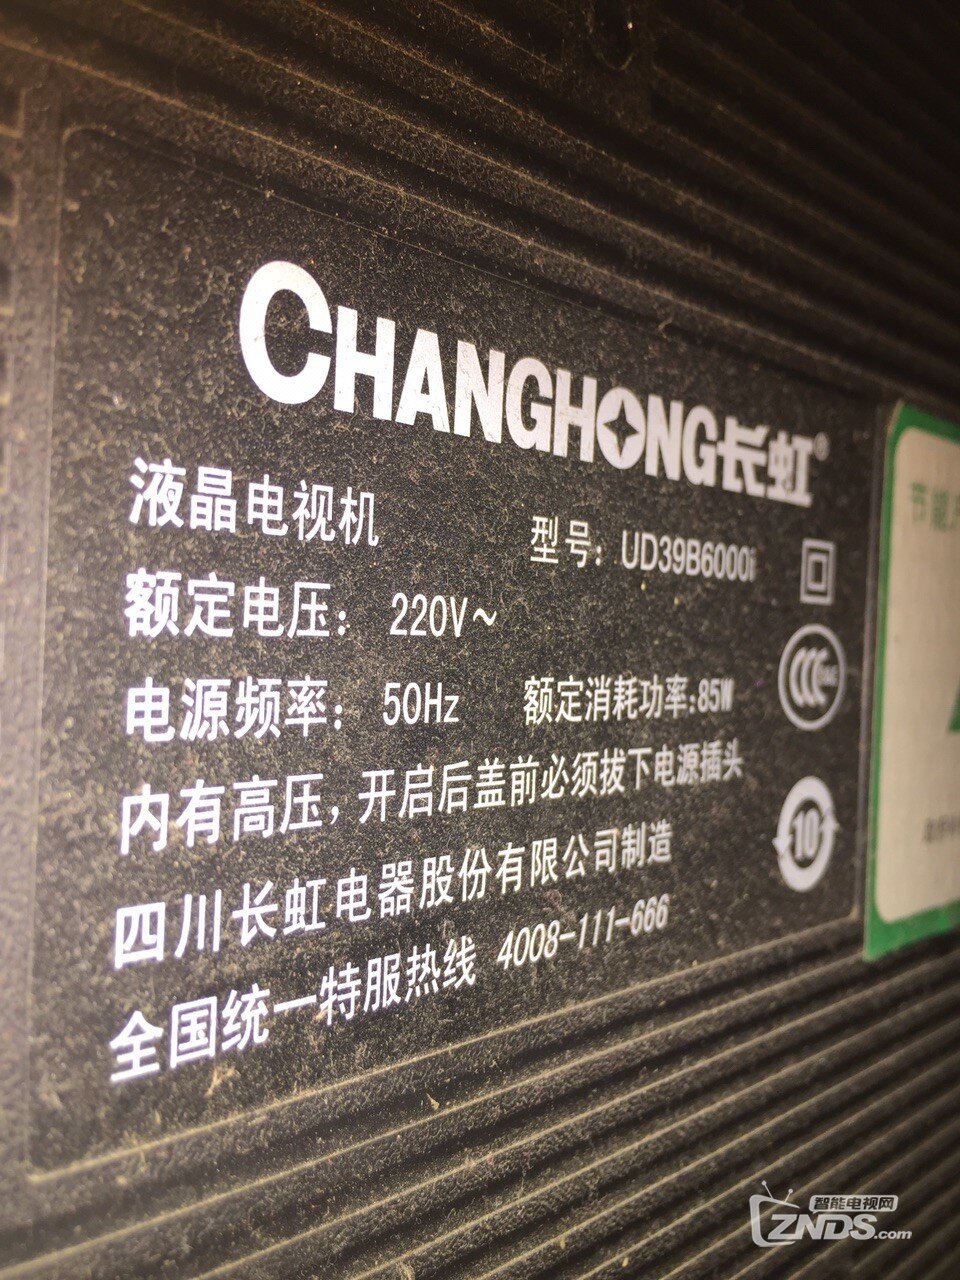 CHANGHONG长虹®
液晶电视机 型号：UD39B6000i
额定电压：220V~
电源频率：50Hz 额定消耗功率:85W
内有高压，开启后盖前必须拔下电源插头
四川长虹电器股份有限公司制造
全国统一特服热线 4008-111-666
CCC
10
节能
智能电视网
ZNDS.com